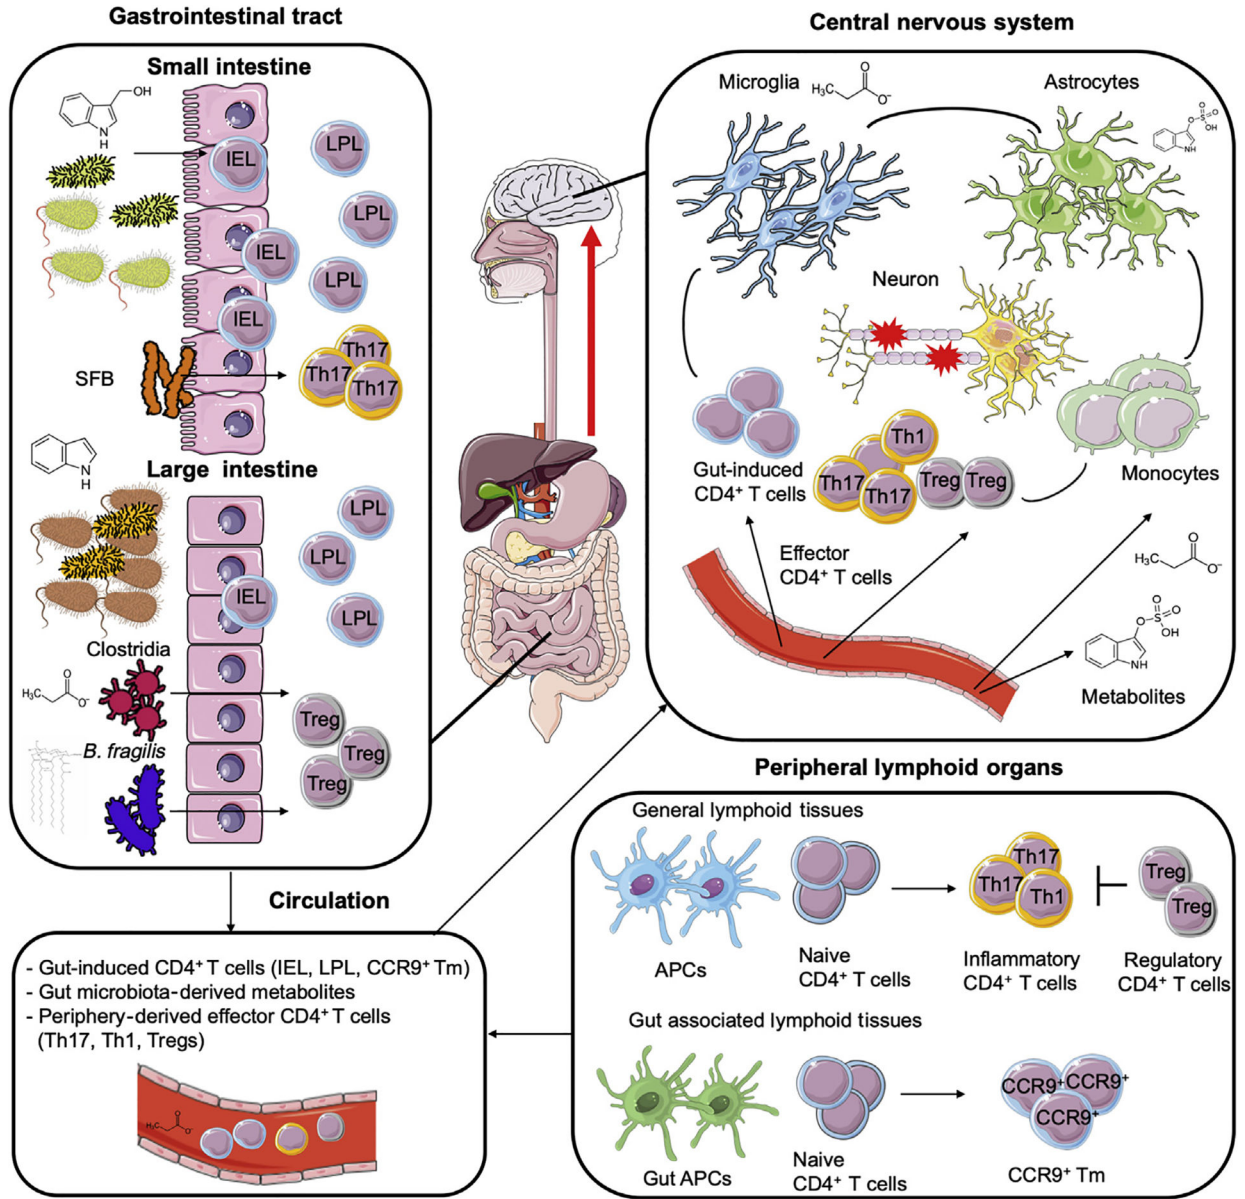 Gastrointestinal tract
Small intestine
OH
N
H
IEL
LPL
LPL
IEL
LPL
IEL
SFB
Th17
Th17
Th17
N
H
Large intestine
LPL
LPL
IEL
LPL
Clostridia
H₃C
O
O⁻
Treg
Treg
Treg
B. fragilis
Central nervous system
Microglia
H₃C
O
O⁻
Astrocytes
O
O
S
O
OH
NH
Neuron
Gut-induced
CD4⁺ T cells
Th1
Th17
Th17
Treg
Treg
Monocytes
Effector
CD4⁺ T cells
H₃C
O
O⁻
O
O
S
O
OH
NH
Metabolites
Circulation
- Gut-induced CD4⁺ T cells (IEL, LPL, CCR9⁺ Tm)
- Gut microbiota-derived metabolites
- Periphery-derived effector CD4⁺ T cells
(Th17, Th1, Tregs)
H₃C
O
O⁻
Peripheral lymphoid organs
General lymphoid tissues
Th17
Th17
Th1
Treg
Treg
APCs
Naive
CD4⁺ T cells
Inflammatory
CD4⁺ T cells
Regulatory
CD4⁺ T cells
Gut associated lymphoid tissues
CCR9⁺
CCR9⁺
CCR9⁺
Gut APCs
Naive
CD4⁺ T cells
CCR9⁺ Tm